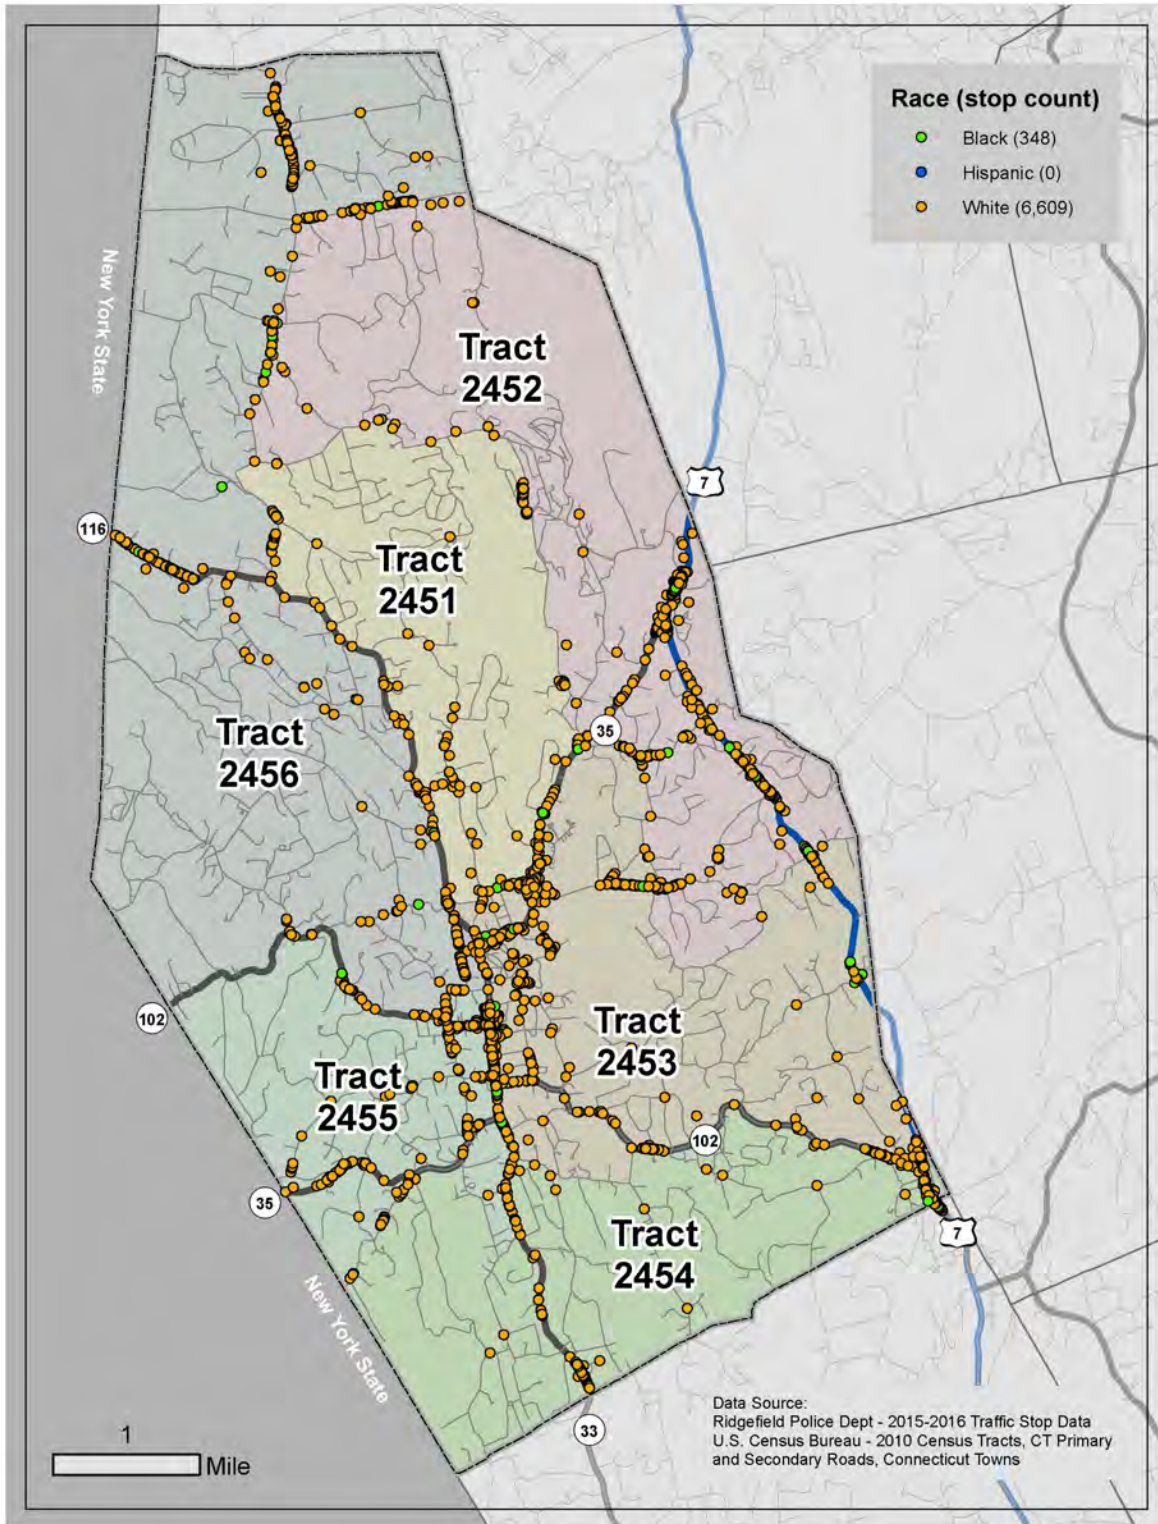 Race (stop count)
Black (348)
Hispanic (0)
White (6,609)
New York State
Tract
2452
7
116
Tract
2451
Tract
2456
35
102
Tract
2453
Tract
2455
102
35
Tract
2454
7
New York State
33
1
Mile
Data Source:
Ridgefield Police Dept - 2015-2016 Traffic Stop Data
U.S. Census Bureau - 2010 Census Tracts, CT Primary
and Secondary Roads, Connecticut Towns